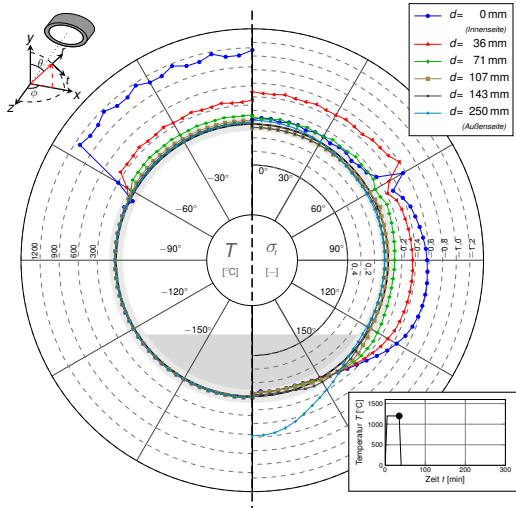 d= 0 mm
(Innenseite)
d= 36 mm
d= 71 mm
d= 107 mm
d= 143 mm
d= 250 mm
(Außenseite)
y
r
θ
t
φ
x
z
0°
−30° 30°
−60° 60°
−90° 90°
−120° 120°
−150° 150°
T σt
[°C] [−]
1200 900 600 300
0,4 0,2 −0,2 −0,4 −0,6 −0,8 −1,0 −1,2
Temperatur T [°C]
1500
1000
500
0
0 100 200 300
Zeit t [min]